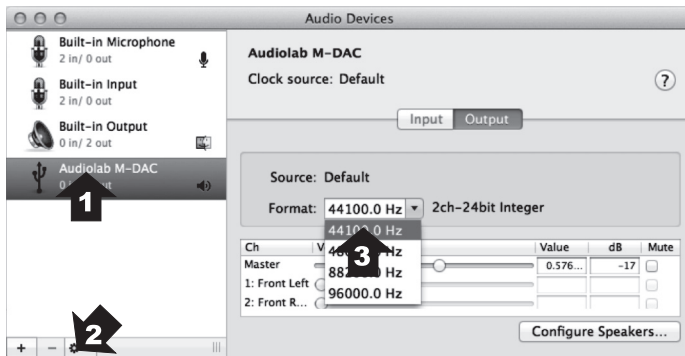 Audio Devices
Built-in Microphone
2 in/ 0 out
Built-in Input
2 in/ 0 out
Built-in Output
0 in/ 2 out
Audiolab M-DAC
0
1
2
+ −
Audiolab M-DAC
Clock source: Default
?
Input Output
Source: Default
Format: 44100.0 Hz 2ch-24bit Integer
44100.0 Hz
Hz
Hz
96000.0 Hz
3
Ch Value dB Mute
Master 0.576... -17
1: Front Left
2: Front R...
Configure Speakers...